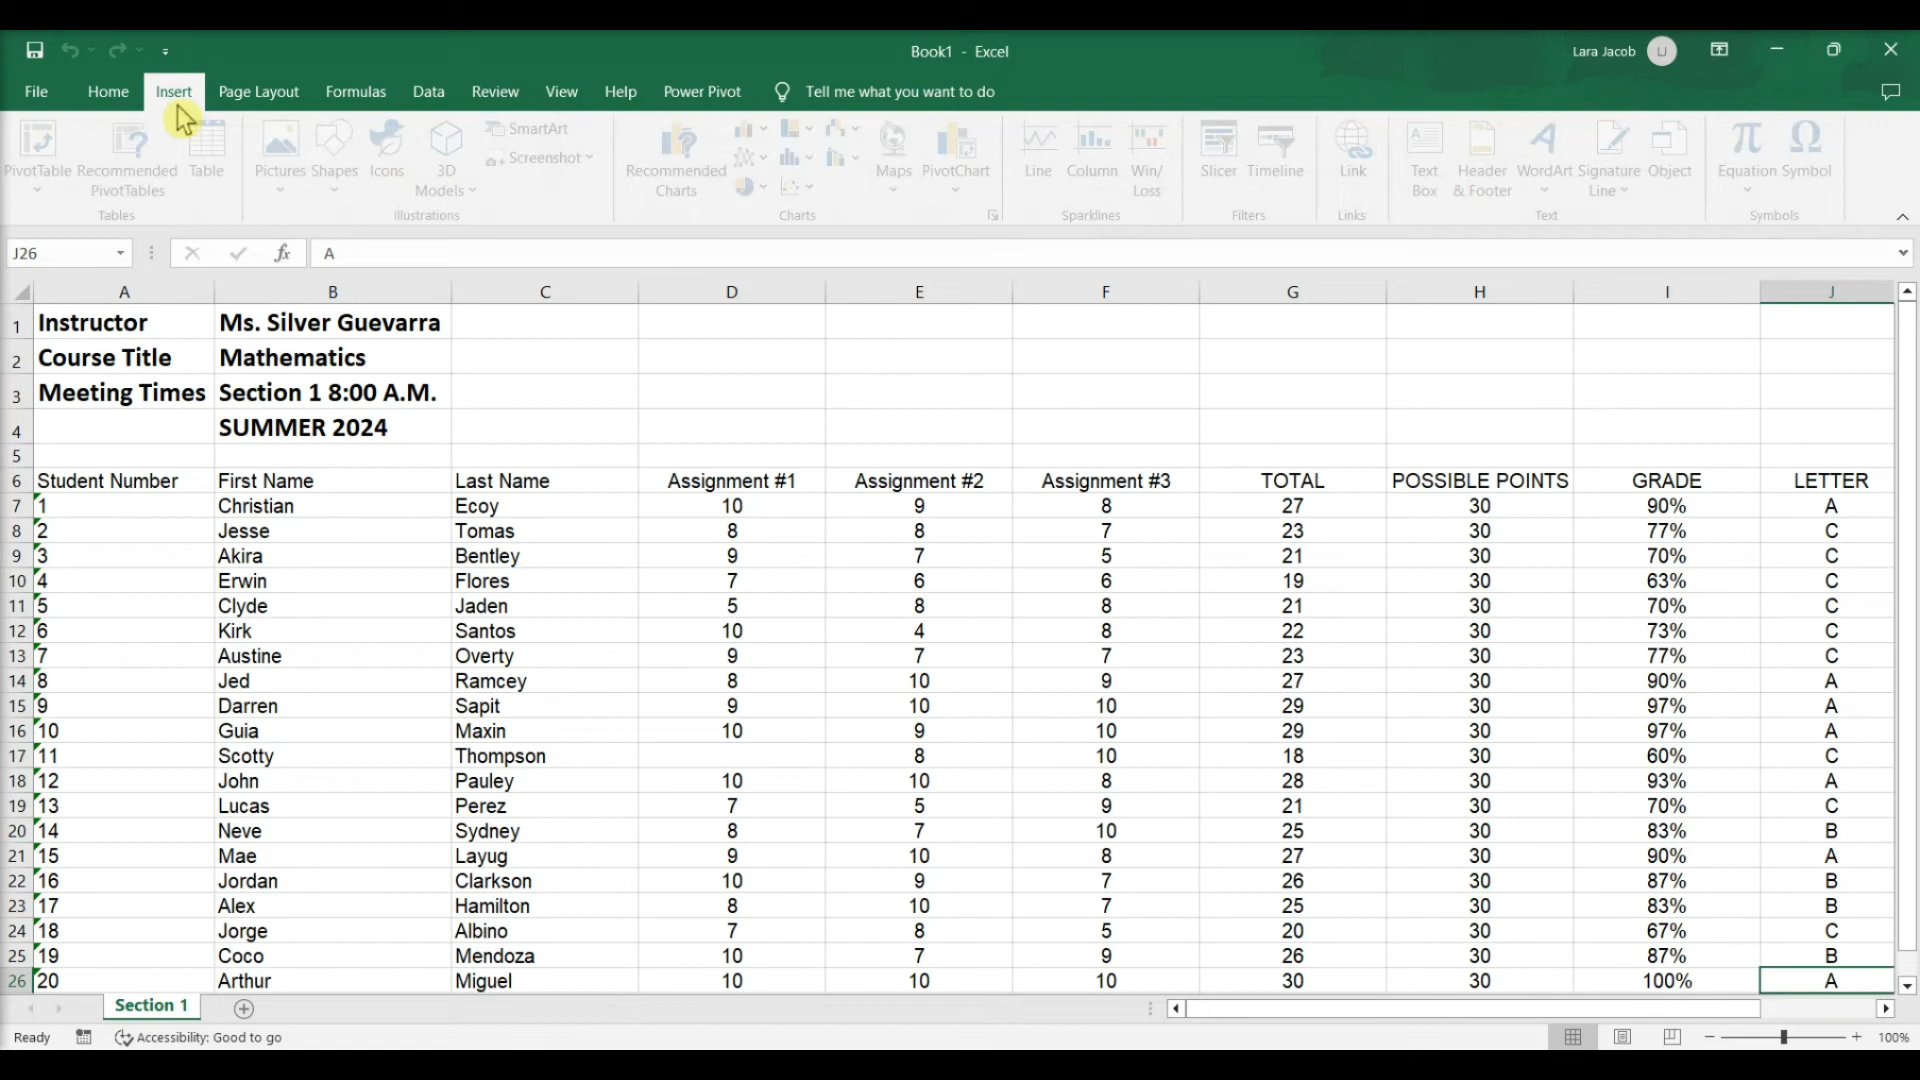 Book1 - Excel
Lara Jacob LJ
File Home Insert Page Layout Formulas Data Review View Help Power Pivot Tell me what you want to do
PivotTable
Recommended PivotTables
Table
Tables
Pictures
Shapes
Icons
3D Models
SmartArt
Screenshot
Illustrations
Recommended Charts
Maps
PivotChart
Charts
Line
Column
Win/ Loss
Sparklines
Slicer
Timeline
Filters
Link
Links
Text Box
Header & Footer
WordArt
Signature Line
Object
Text
Equation
Symbol
Symbols
J26 fx A
A B C D E F G H I J
1 Instructor Ms. Silver Guevarra
2 Course Title Mathematics
3 Meeting Times Section 1 8:00 A.M.
4 SUMMER 2024
5
6 Student Number First Name Last Name Assignment #1 Assignment #2 Assignment #3 TOTAL POSSIBLE POINTS GRADE LETTER
7 1 Christian Ecoy 10 9 8 27 30 90% A
8 2 Jesse Tomas 8 8 7 23 30 77% C
9 3 Akira Bentley 9 7 5 21 30 70% C
10 4 Erwin Flores 7 6 6 19 30 63% C
11 5 Clyde Jaden 5 8 8 21 30 70% C
12 6 Kirk Santos 10 4 8 22 30 73% C
13 7 Austine Overty 9 7 7 23 30 77% C
14 8 Jed Ramcey 8 10 9 27 30 90% A
15 9 Darren Sapit 9 10 10 29 30 97% A
16 10 Guia Maxin 10 9 10 29 30 97% A
17 11 Scotty Thompson 8 10 18 30 60% C
18 12 John Pauley 10 10 8 28 30 93% A
19 13 Lucas Perez 7 5 9 21 30 70% C
20 14 Neve Sydney 8 7 10 25 30 83% B
21 15 Mae Layug 9 10 8 27 30 90% A
22 16 Jordan Clarkson 10 9 7 26 30 87% B
23 17 Alex Hamilton 8 10 7 25 30 83% B
24 18 Jorge Albino 7 8 5 20 30 67% C
25 19 Coco Mendoza 10 7 9 26 30 87% B
26 20 Arthur Miguel 10 10 10 30 30 100% A
Section 1
Ready Accessibility: Good to go 100%